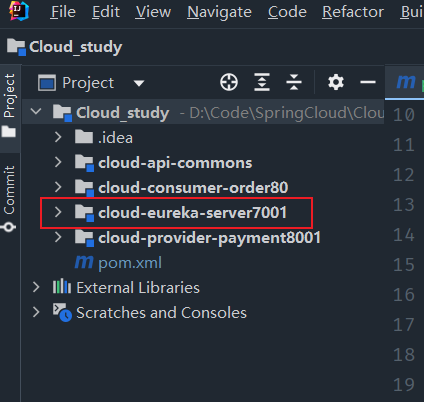 File Edit View Navigate Code Refactor Bui
Cloud_study
Project
Project
Commit
Cloud_study - D:\Code\SpringCloud\Clou
.idea
cloud-api-commons
cloud-consumer-order80
cloud-eureka-server7001
cloud-provider-payment8001
pom.xml
External Libraries
Scratches and Consoles
m
10
11
12
13
14
15
16
17
18
19